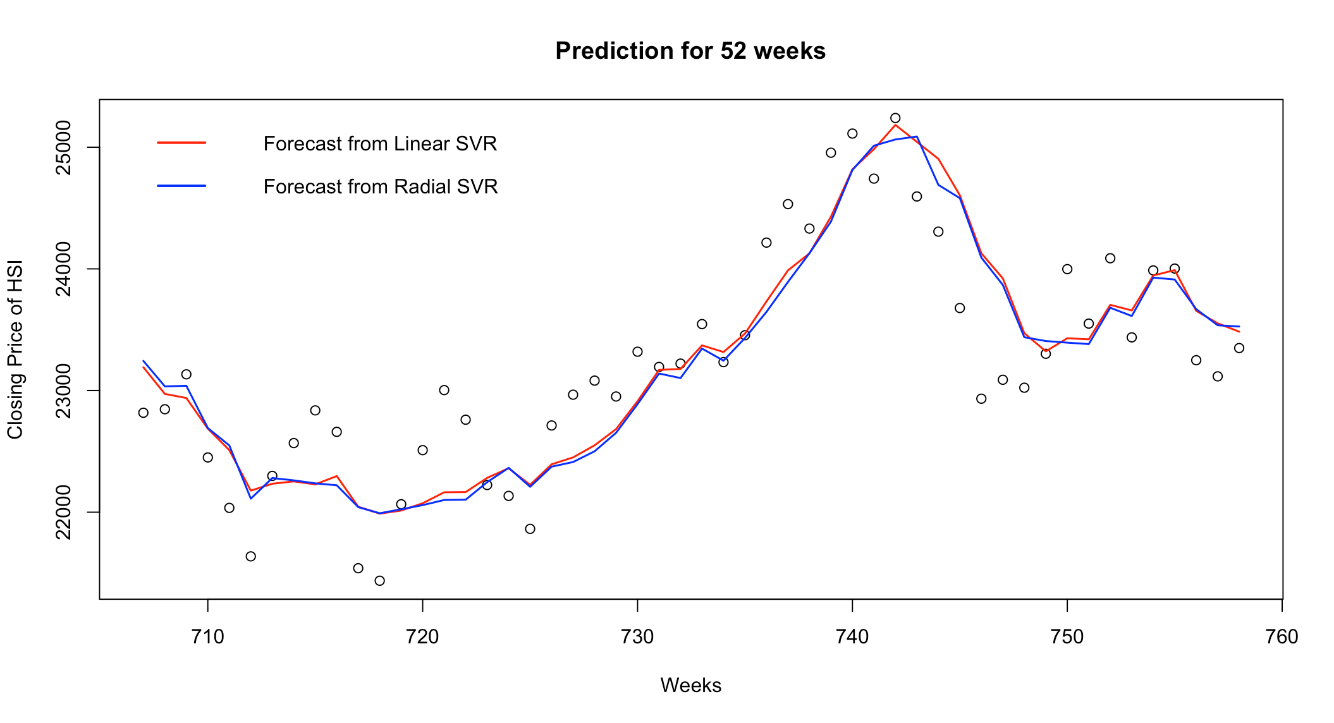 Prediction for 52 weeks
Forecast from Linear SVR
Forecast from Radial SVR
Closing Price of HSI
25000
24000
23000
22000
710 720 730 740 750 760
Weeks